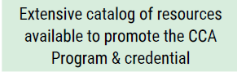 Extensive catalog of resources
available to promote the CCA
Program & credential